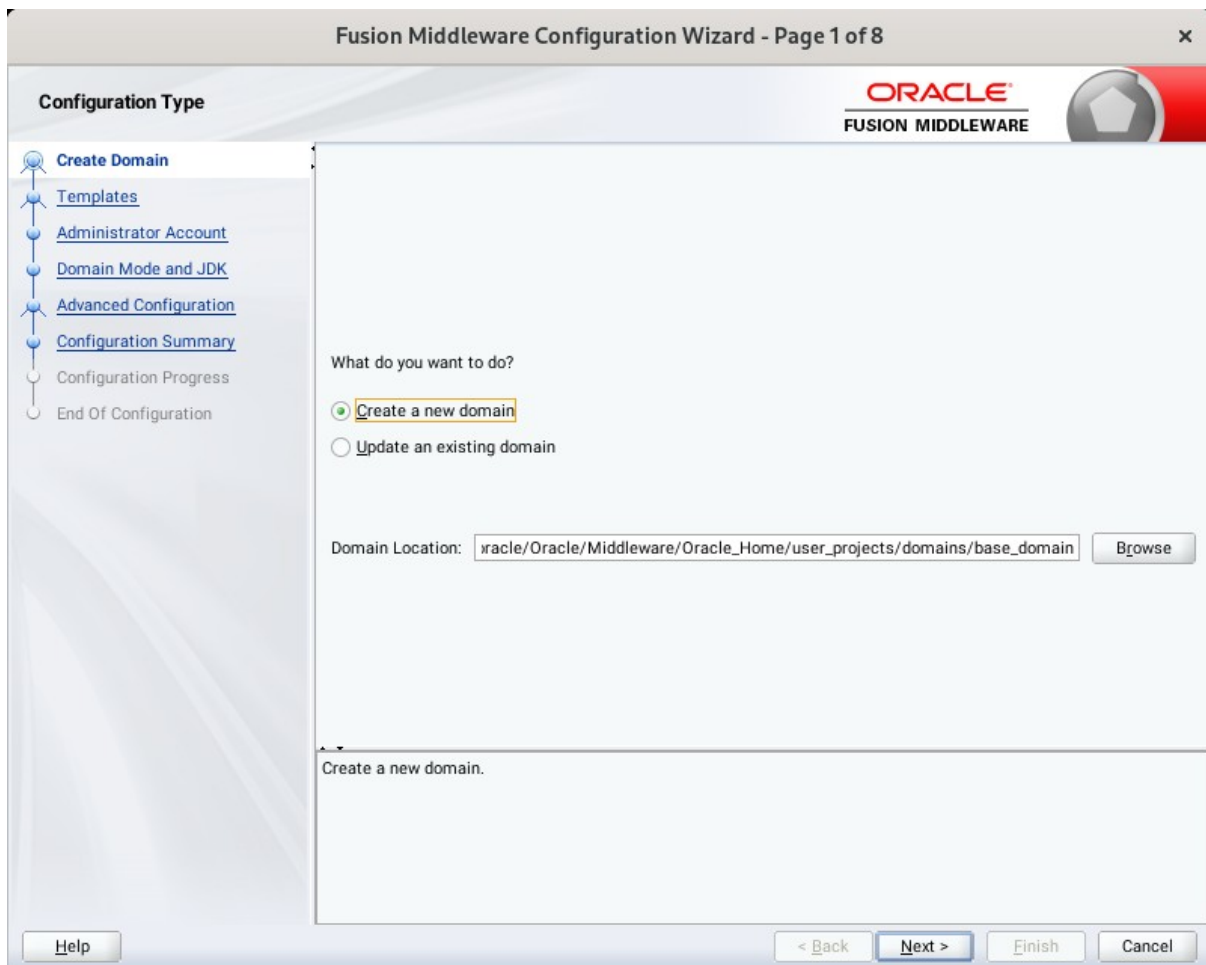 Fusion Middleware Configuration Wizard - Page 1 of 8
Configuration Type
ORACLE
FUSION MIDDLEWARE
Create Domain
Templates
Administrator Account
Domain Mode and JDK
Advanced Configuration
Configuration Summary
Configuration Progress
End Of Configuration
What do you want to do?
Create a new domain
Update an existing domain
Domain Location: racle/Oracle/Middleware/Oracle_Home/user_projects/domains/base_domain Browse
Create a new domain.
Help < Back Next > Finish Cancel